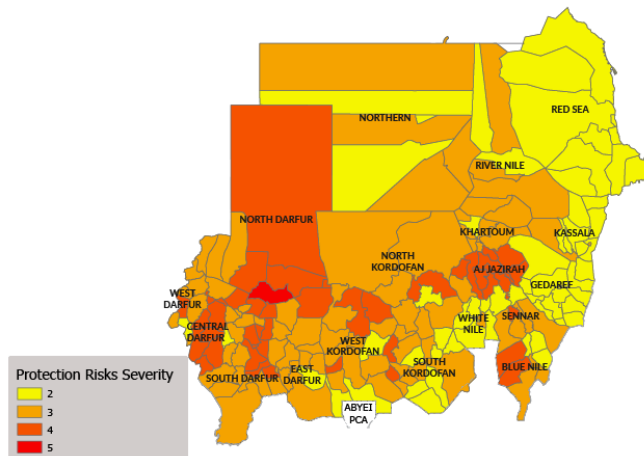 RED SEA
NORTHERN
RIVER NILE
NORTH DARFUR
KHARTOUM
KASSALA
NORTH
KORDOFAN
AJ JAZIRAH
GEDAREF
WEST
DARFUR
WHITE
NILE
SENNAR
CENTRAL
DARFUR
WEST
KORDOFAN
SOUTH
KORDOFAN
BLUE NILE
SOUTH DARFUR
EAST
DARFUR
ABYEI
PCA
Protection Risks Severity
2
3
4
5